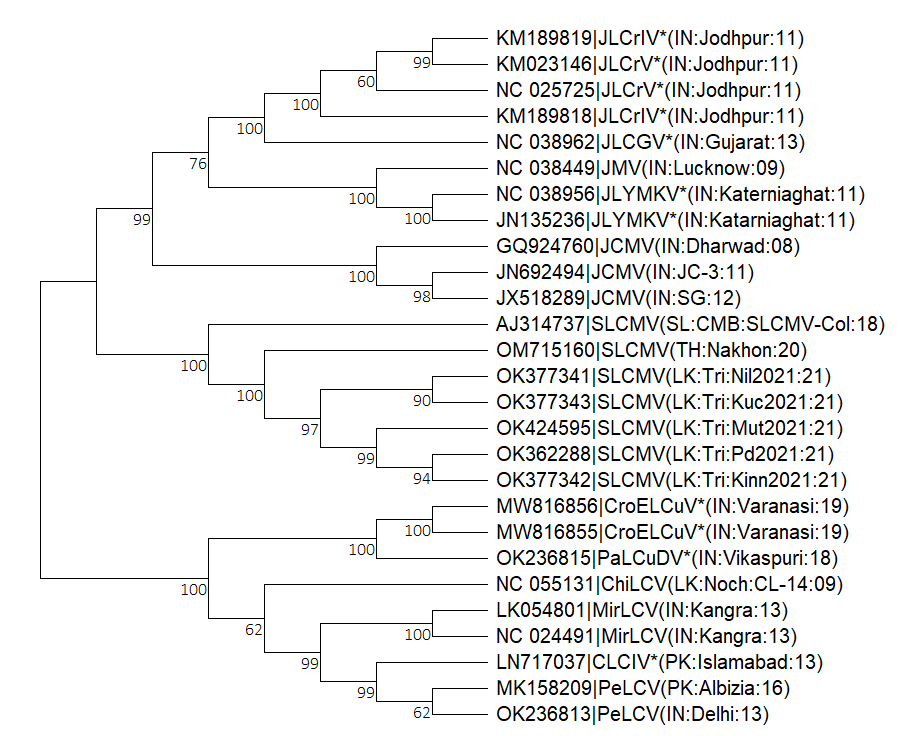 KM189819|JLCrIV*(IN:Jodhpur:11)
99
KM023146|JLCrV*(IN:Jodhpur:11)
60
NC 025725|JLCrV*(IN:Jodhpur:11)
100
KM189818|JLCrIV*(IN:Jodhpur:11)
100
NC 038962|JLCGV*(IN:Gujarat:13)
76
NC 038449|JMV(IN:Lucknow:09)
100
NC 038956|JLYMKV*(IN:Katerniaghat:11)
100
JN135236|JLYMKV*(IN:Katarniaghat:11)
99
GQ924760|JCMV(IN:Dharwad:08)
100
JN692494|JCMV(IN:JC-3:11)
98
JX518289|JCMV(IN:SG:12)
AJ314737|SLCMV(SL:CMB:SLCMV-Col:18)
100
OM715160|SLCMV(TH:Nakhon:20)
100
OK377341|SLCMV(LK:Tri:Nil2021:21)
90
OK377343|SLCMV(LK:Tri:Kuc2021:21)
97
OK424595|SLCMV(LK:Tri:Mut2021:21)
99
OK362288|SLCMV(LK:Tri:Pd2021:21)
94
OK377342|SLCMV(LK:Tri:Kinn2021:21)
MW816856|CroELCuV*(IN:Varanasi:19)
100
MW816855|CroELCuV*(IN:Varanasi:19)
100
OK236815|PaLCuDV*(IN:Vikaspuri:18)
100
NC 055131|ChiLCV(LK:Noch:CL-14:09)
62
LK054801|MirLCV(IN:Kangra:13)
100
NC 024491|MirLCV(IN:Kangra:13)
99
LN717037|CLCIV*(PK:Islamabad:13)
99
MK158209|PeLCV(PK:Albizia:16)
62
OK236813|PeLCV(IN:Delhi:13)